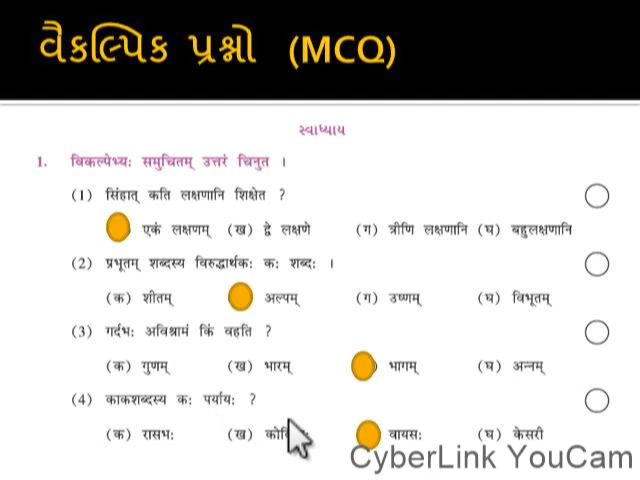 વૈકલ્પિક પ્રશ્નો (MCQ)
સ્વાધ્યાય
1. विकल्पेभ्यः समुचितम् उत्तरं चिनुत ।
(1) सिंहात् कति लक्षणानि शिक्षेत ?
एकं लक्षणम् (ख) द्वे लक्षणे (ग) त्रीणि लक्षणानि (घ) बहुलक्षणानि
(2) प्रभूतम् शब्दस्य विरुद्धार्थकः कः शब्दः ।
(क) शीतम् अल्पम् (ग) उष्णम् (घ) विभूतम्
(3) गर्दभः अविश्रामं किं वहति ?
(क) गुणम् (ख) भारम् भागम् (घ) अन्नम्
(4) काकशब्दस्य कः पर्यायः ?
(क) रासभः (ख) वायसः (घ) केसरी
CyberLink YouCam